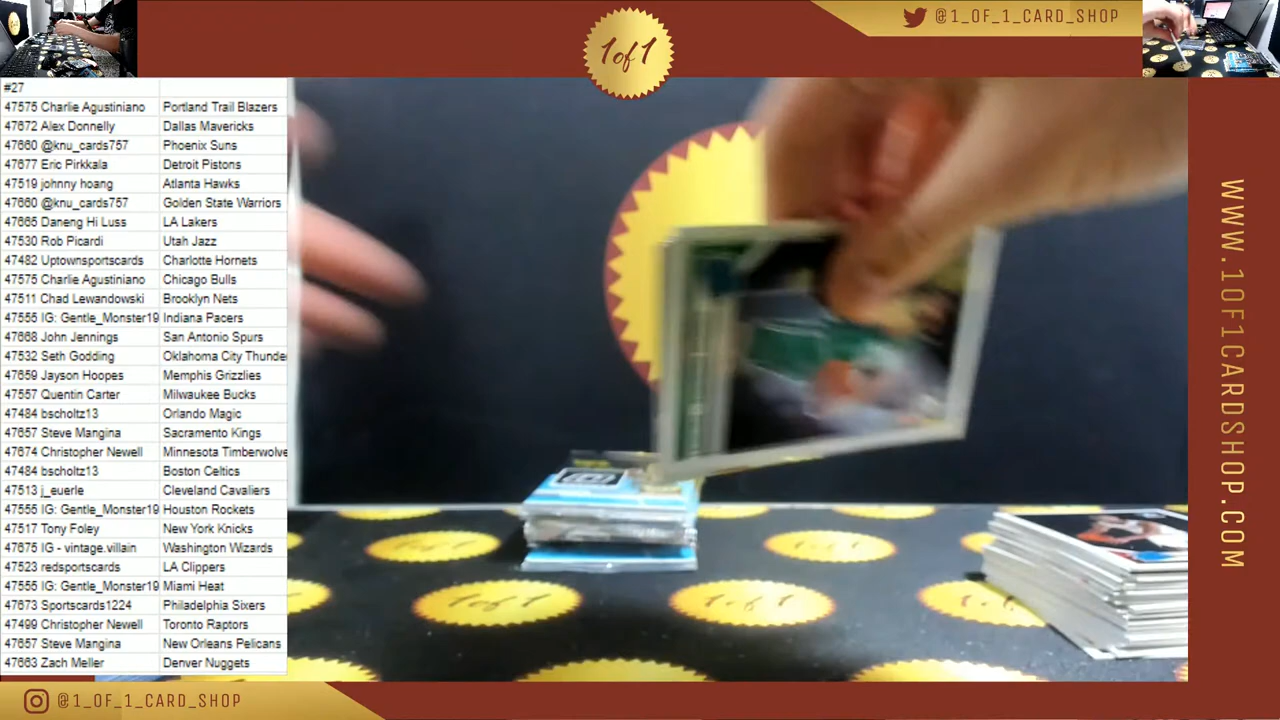 1of1
@1_OF_1_CARD_SHOP
#27
47575 Charlie Agustiniano Portland Trail Blazers
47672 Alex Donnelly Dallas Mavericks
47660 @knu_cards757 Phoenix Suns
47677 Eric Pirkkala Detroit Pistons
47519 johnny hoang Atlanta Hawks
47660 @knu_cards757 Golden State Warriors
47665 Daneng Hi Luss LA Lakers
47530 Rob Picardi Utah Jazz
47482 Uptownsportscards Charlotte Hornets
47575 Charlie Agustiniano Chicago Bulls
47511 Chad Lewandowski Brooklyn Nets
47555 IG: Gentle_Monster19 Indiana Pacers
47668 John Jennings San Antonio Spurs
47532 Seth Godding Oklahoma City Thunde
47659 Jayson Hoopes Memphis Grizzlies
47557 Quentin Carter Milwaukee Bucks
47484 bscholtz13 Orlando Magic
47657 Steve Mangina Sacramento Kings
47674 Christopher Newell Minnesota Timberwolve
47484 bscholtz13 Boston Celtics
47513 j_euerle Cleveland Cavaliers
47555 IG: Gentle_Monster19 Houston Rockets
47517 Tony Foley New York Knicks
47675 IG - vintage.villain Washington Wizards
47523 redsportscards LA Clippers
47555 IG: Gentle_Monster19 Miami Heat
47673 Sportscards1224 Philadelphia Sixers
47499 Christopher Newell Toronto Raptors
47657 Steve Mangina New Orleans Pelicans
47663 Zach Meller Denver Nuggets
WWW.1OF1CARDSHOP.COM
1of1
1of1
1of1
1of1
1of1
@1_OF_1_CARD_SHOP